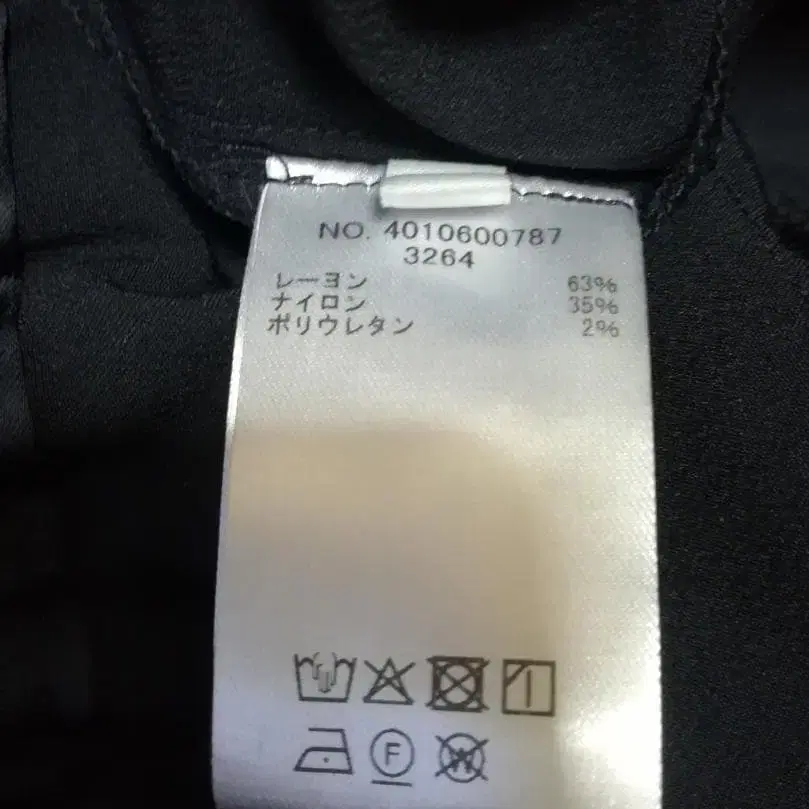 NO. 4010600787
3264
レーヨン 63%
ナイロン 35%
ポリウレタン 2%
F
W